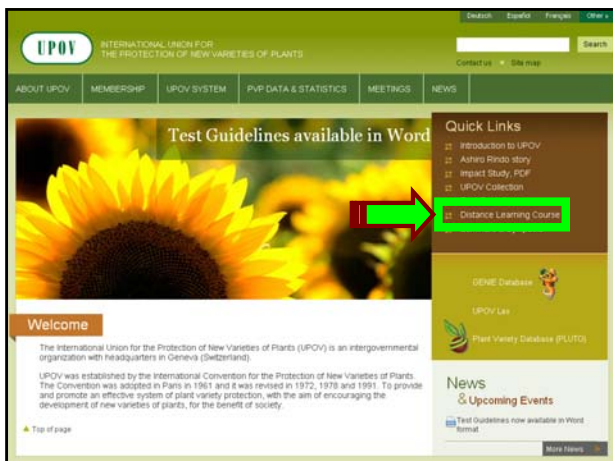 Deutsch Español Français Other »
UPOV
INTERNATIONAL UNION FOR
THE PROTECTION OF NEW VARIETIES OF PLANTS
Search
Contact us Site map
ABOUT UPOV MEMBERSHIP UPOV SYSTEM PVP DATA & STATISTICS MEETINGS NEWS
Test Guidelines available in Word
Quick Links
Introduction to UPOV
Ashiro Rindo story
Impact Study, PDF
UPOV Collection
Distance Learning Course
GENIE Database
UPOV Lex
Plant Variety Database (PLUTO)
Welcome
The International Union for the Protection of New Varieties of Plants (UPOV) is an intergovernmental
organization with headquarters in Geneva (Switzerland).
UPOV was established by the International Convention for the Protection of New Varieties of Plants.
The Convention was adopted in Paris in 1961 and it was revised in 1972, 1978 and 1991. To provide
and promote an effective system of plant variety protection, with the aim of encouraging the
development of new varieties of plants, for the benefit of society.
Top of page
News
& Upcoming Events
Test Guidelines now available in Word
format
More News